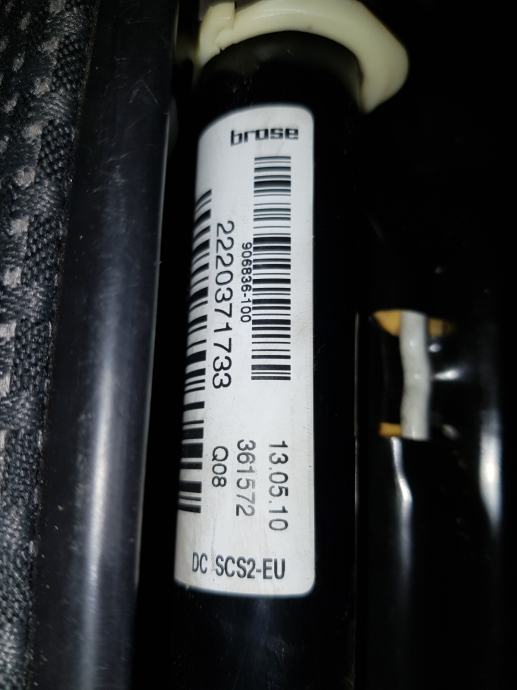 brose
906836-100
2220371733
13.05.10
361572
Q08
DC SCS2-EU